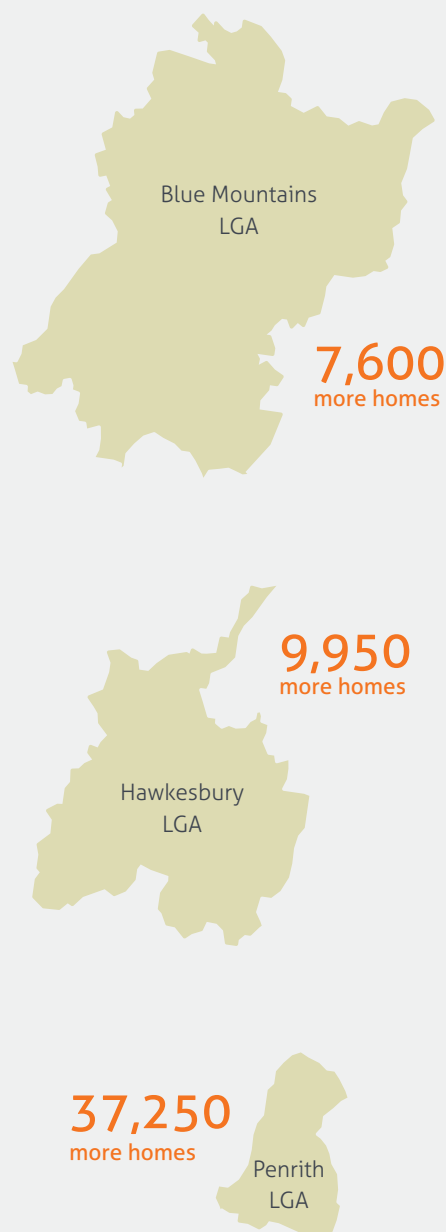 Blue Mountains
LGA
7,600
more homes
9,950
more homes
Hawkesbury
LGA
37,250
more homes
Penrith
LGA